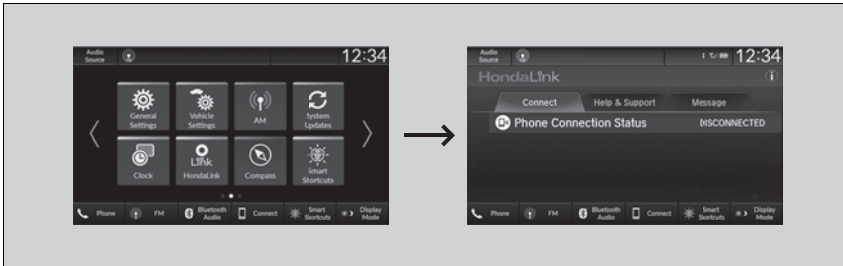 Audio
Source
12:34
General
Settings
Vehicle
Settings
AM
System
Updates
Clock
Link
HondaLink
Compass
Smart
Shortcuts
Phone
FM
Bluetooth
Audio
Connect
Smart
Shortcuts
Display
Mode
Audio
Source
12:34
HondaLink
Connect
Help & Support
Message
Phone Connection Status
DISCONNECTED
Phone
FM
Bluetooth
Audio
Connect
Smart
Shortcuts
Display
Mode